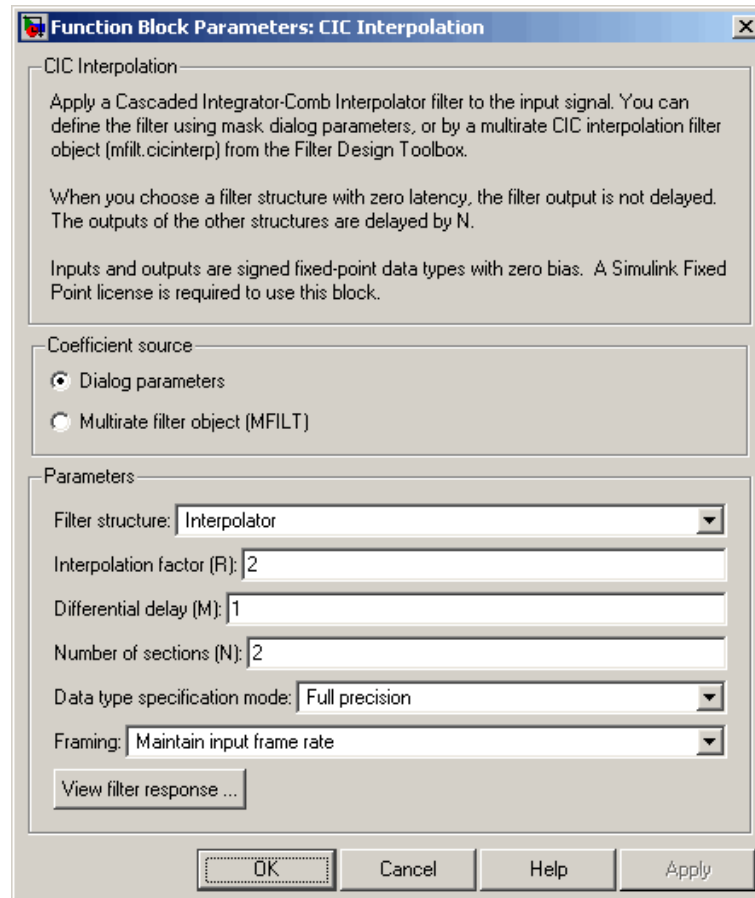 Function Block Parameters: CIC Interpolation
CIC Interpolation
Apply a Cascaded Integrator-Comb Interpolator filter to the input signal. You can
define the filter using mask dialog parameters, or by a multirate CIC interpolation filter
object (mfilt.cicinterp) from the Filter Design Toolbox.
When you choose a filter structure with zero latency, the filter output is not delayed.
The outputs of the other structures are delayed by N.
Inputs and outputs are signed fixed-point data types with zero bias. A Simulink Fixed
Point license is required to use this block.
Coefficient source
Dialog parameters
Multirate filter object (MFILT)
Parameters
Filter structure: Interpolator
Interpolation factor (R): 2
Differential delay (M): 1
Number of sections (N): 2
Data type specification mode: Full precision
Framing: Maintain input frame rate
View filter response ...
OK Cancel Help Apply